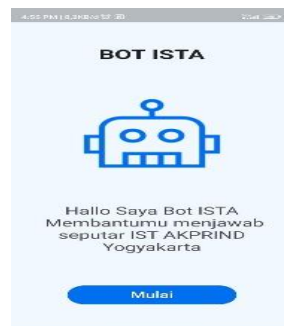 BOT ISTA
Hallo Saya Bot ISTA
Membantumu menjawab
seputar IST AKPRIND
Yogyakarta
Mulai